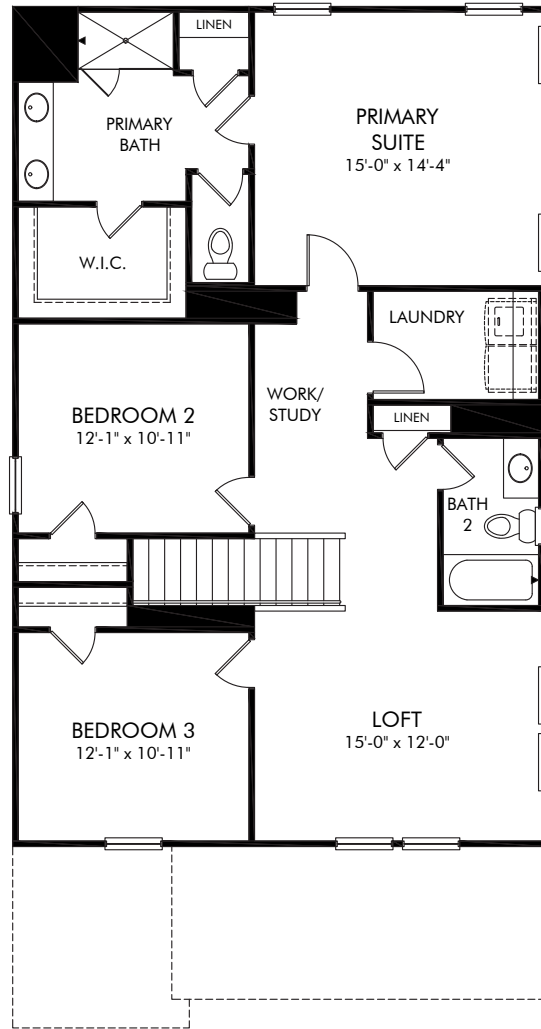 LINEN
PRIMARY
BATH
PRIMARY
SUITE
15'-0" x 14'-4"
W.I.C.
LAUNDRY
WORK/
STUDY
LINEN
BEDROOM 2
12'-1" x 10'-11"
BATH
2
BEDROOM 3
12'-1" x 10'-11"
LOFT
15'-0" x 12'-0"